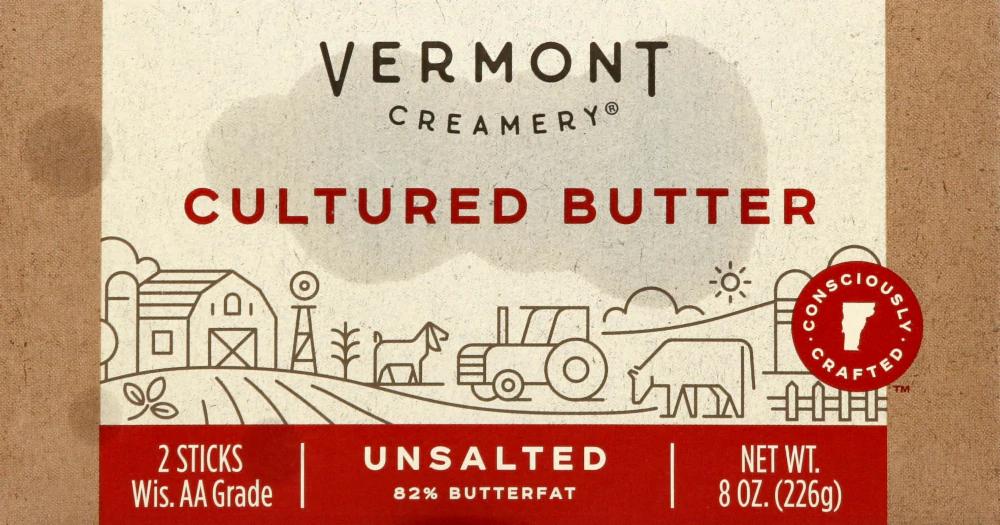 VERMONT
CREAMERY®
CULTURED BUTTER
· CONSCIOUSLY ·
CRAFTED
TM
2 STICKS
Wis. AA Grade
UNSALTED
82% BUTTERFAT
NET WT.
8 OZ. (226g)